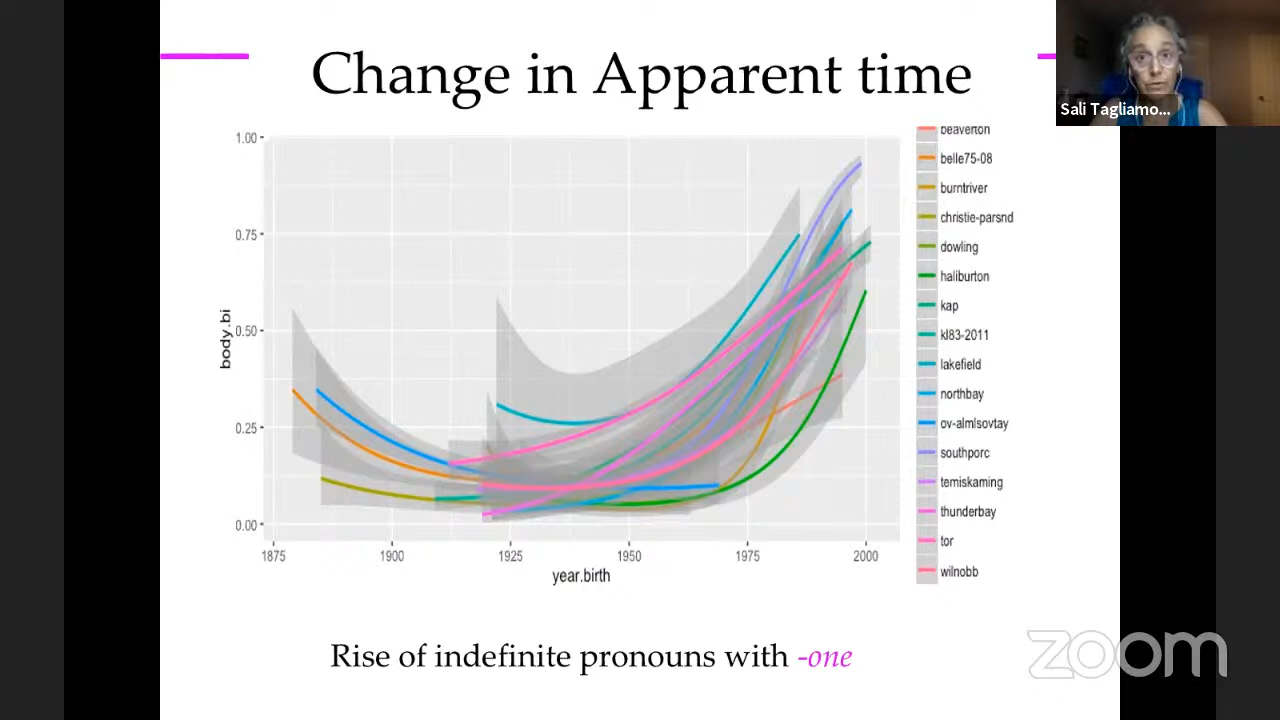 Change in Apparent time
Sali Tagliamo...
1.00
0.75
0.50
0.25
0.00
body.bi
1875 1900 1925 1950 1975 2000
year.birth
beaverton
belle75-08
burntriver
christie-parsnd
dowling
haliburton
kap
kl83-2011
lakefield
northbay
ov-almlsovtay
southporc
temiskaming
thunderbay
tor
wilnobb
Rise of indefinite pronouns with -one
zoom